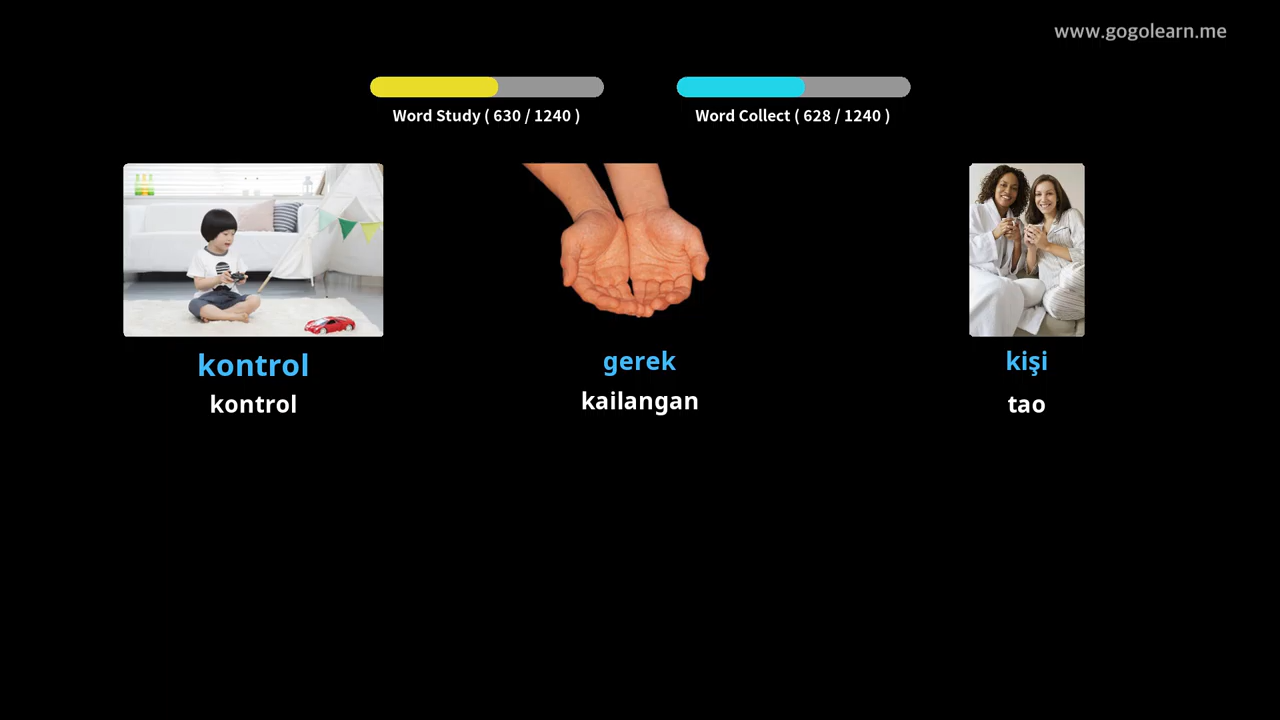 www.gogolearn.me
Word Study ( 630 / 1240 )
Word Collect ( 628 / 1240 )
kontrol
kontrol
gerek
kailangan
kişi
tao